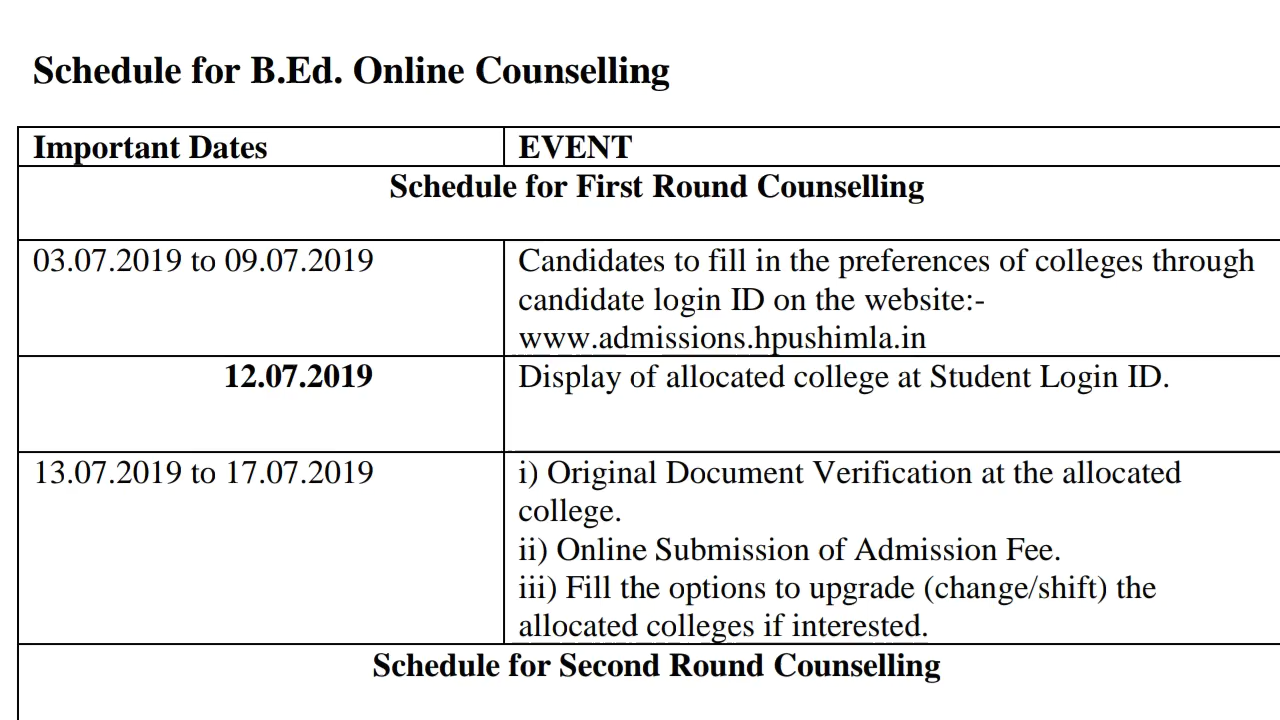 Schedule for B.Ed. Online Counselling
Important Dates EVENT
Schedule for First Round Counselling
03.07.2019 to 09.07.2019 Candidates to fill in the preferences of colleges through
candidate login ID on the website:-
www.admissions.hpushimla.in
12.07.2019 Display of allocated college at Student Login ID.
13.07.2019 to 17.07.2019 i) Original Document Verification at the allocated
college.
ii) Online Submission of Admission Fee.
iii) Fill the options to upgrade (change/shift) the
allocated colleges if interested.
Schedule for Second Round Counselling